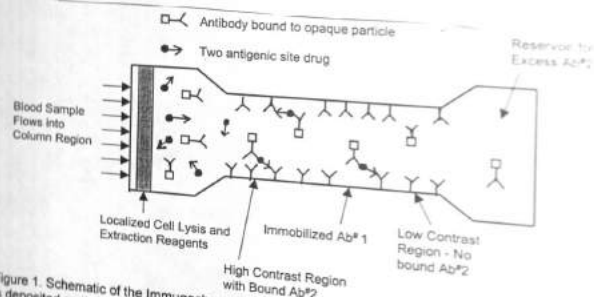 Antibody bound to opaque particle
Two antigenic site drug
Reservoir for
Excess Ab#2
Blood Sample
Flows into
Column Region
Localized Cell Lysis and
Extraction Reagents
Immobilized Ab# 1
Low Contrast
Region - No
bound Ab#2
High Contrast Region
with Bound Ab#2
Figure 1. Schematic of the